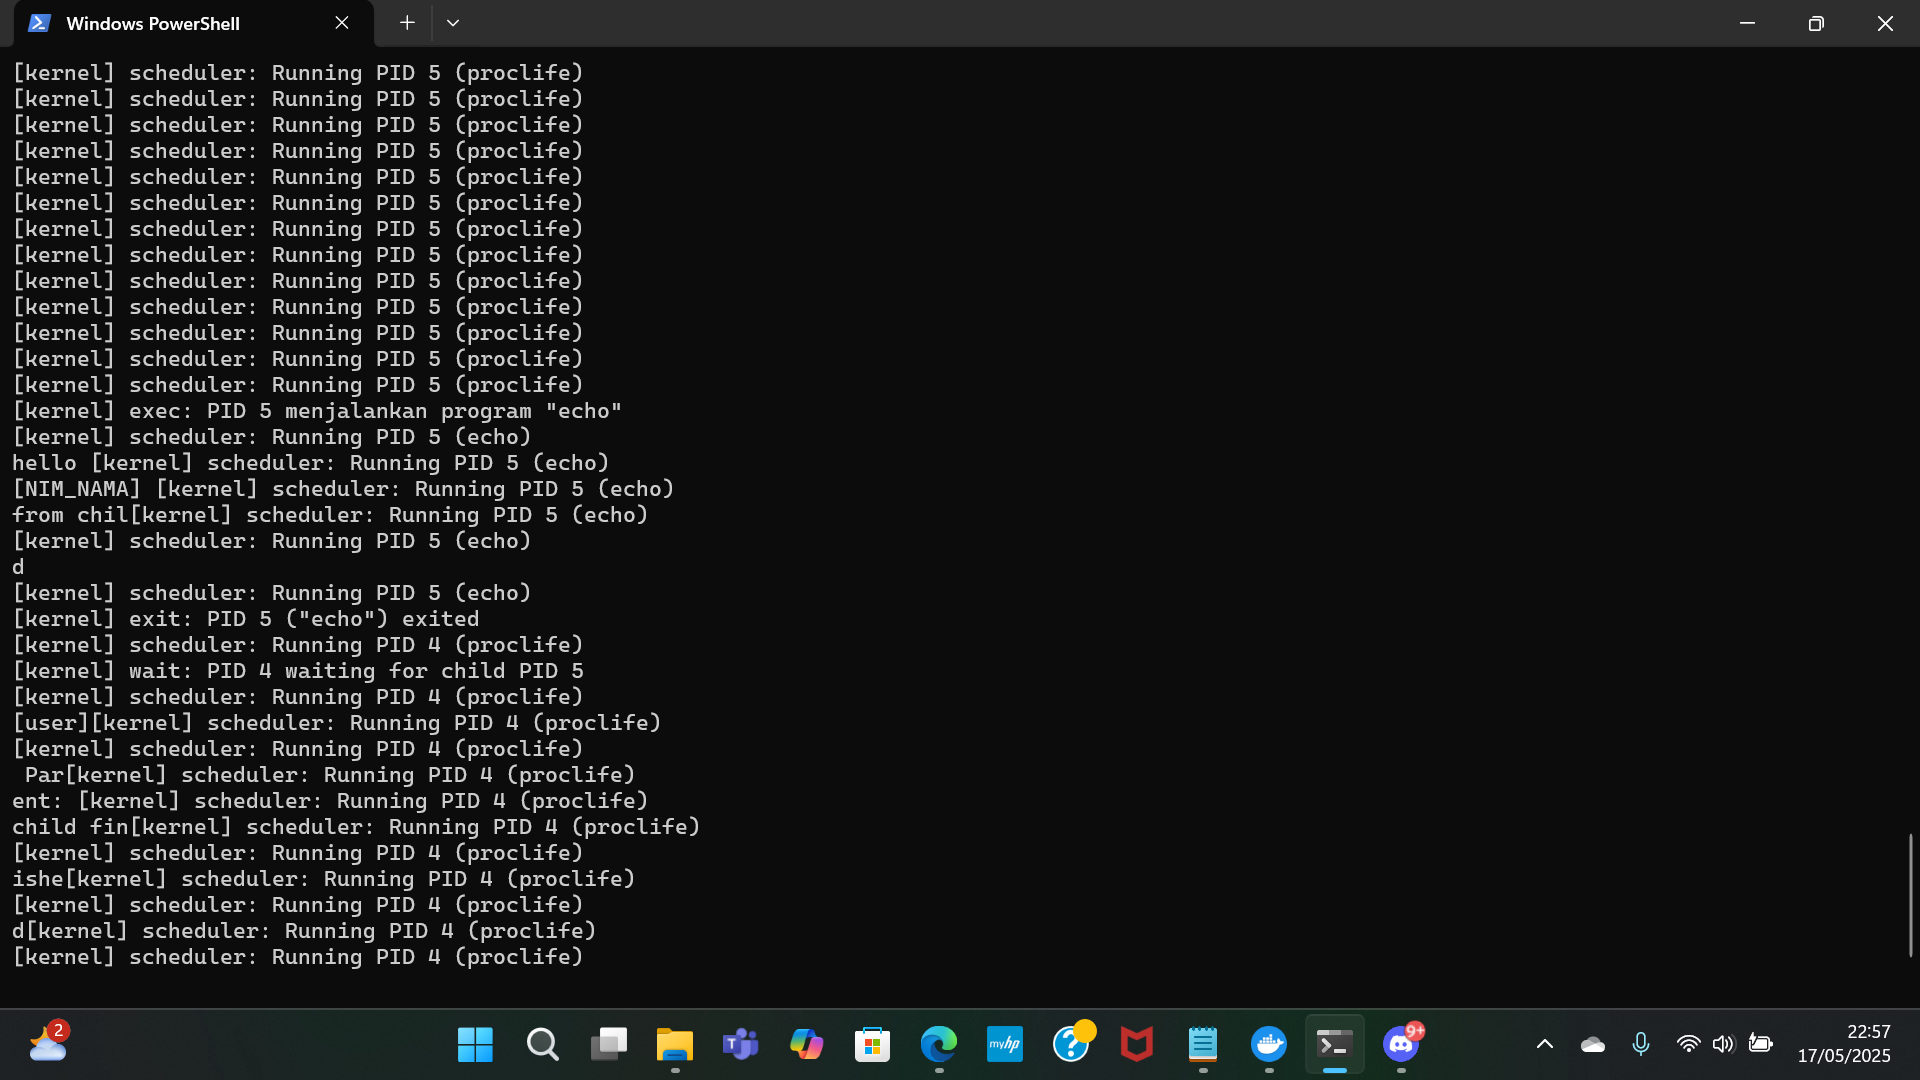 Windows PowerShell
[kernel] scheduler: Running PID 5 (proclife)
[kernel] scheduler: Running PID 5 (proclife)
[kernel] scheduler: Running PID 5 (proclife)
[kernel] scheduler: Running PID 5 (proclife)
[kernel] scheduler: Running PID 5 (proclife)
[kernel] scheduler: Running PID 5 (proclife)
[kernel] scheduler: Running PID 5 (proclife)
[kernel] scheduler: Running PID 5 (proclife)
[kernel] scheduler: Running PID 5 (proclife)
[kernel] scheduler: Running PID 5 (proclife)
[kernel] scheduler: Running PID 5 (proclife)
[kernel] scheduler: Running PID 5 (proclife)
[kernel] scheduler: Running PID 5 (proclife)
[kernel] exec: PID 5 menjalankan program "echo"
[kernel] scheduler: Running PID 5 (echo)
hello [kernel] scheduler: Running PID 5 (echo)
[NIM_NAMA] [kernel] scheduler: Running PID 5 (echo)
from chil[kernel] scheduler: Running PID 5 (echo)
[kernel] scheduler: Running PID 5 (echo)
d
[kernel] scheduler: Running PID 5 (echo)
[kernel] exit: PID 5 ("echo") exited
[kernel] scheduler: Running PID 4 (proclife)
[kernel] wait: PID 4 waiting for child PID 5
[kernel] scheduler: Running PID 4 (proclife)
[user][kernel] scheduler: Running PID 4 (proclife)
[kernel] scheduler: Running PID 4 (proclife)
 Par[kernel] scheduler: Running PID 4 (proclife)
ent: [kernel] scheduler: Running PID 4 (proclife)
child fin[kernel] scheduler: Running PID 4 (proclife)
[kernel] scheduler: Running PID 4 (proclife)
ishe[kernel] scheduler: Running PID 4 (proclife)
[kernel] scheduler: Running PID 4 (proclife)
d[kernel] scheduler: Running PID 4 (proclife)
[kernel] scheduler: Running PID 4 (proclife)
2
T
myhp
?
9+
22:57
17/05/2025